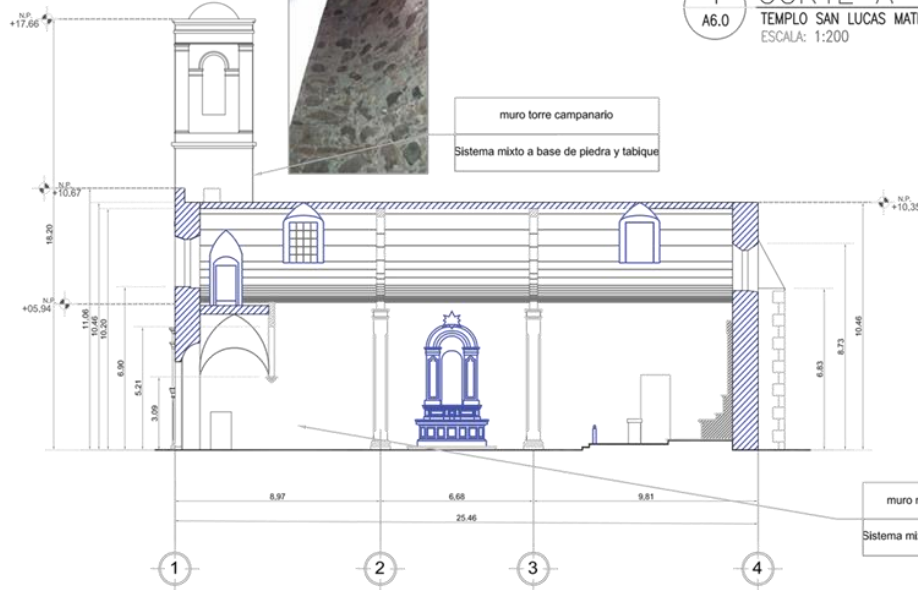 N.P.
+17,66
A6.0
TEMPLO SAN LUCAS
ESCALA: 1:200
muro torre campanario
Sistema mixto a base de piedra y tabique
N.P.
+10.67
N.P.
+10,35
18.20
N.P.
+05,94
11.06
10.46
10.20
6.90
5.21
3.09
6.83
8.73
10.46
8,97
6,68
9,81
25.46
muro
Sistema
1
2
3
4